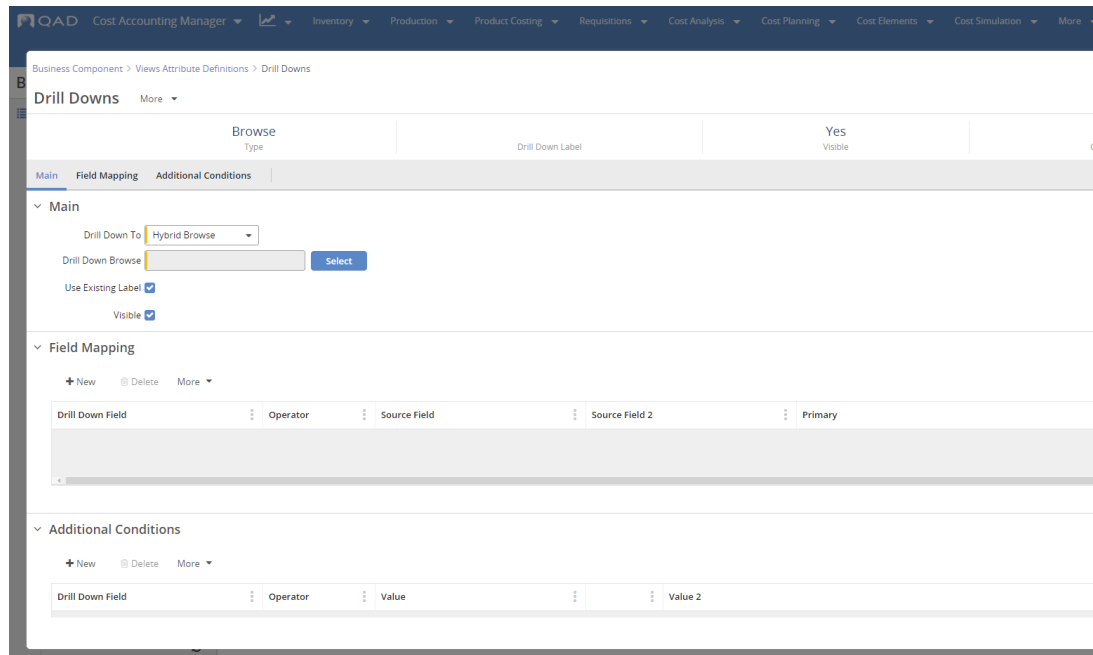 QAD Cost Accounting Manager Inventory Production Product Costing Requisitions Cost Analysis Cost Planning Cost Elements Cost Simulation More
B
Business Component > Views Attribute Definitions > Drill Downs
Drill Downs More
Browse Yes
Type Drill Down Label Visible
Main Field Mapping Additional Conditions
Main
Drill Down To Hybrid Browse
Drill Down Browse Select
Use Existing Label
Visible
Field Mapping
+ New Delete More
Drill Down Field Operator Source Field Source Field 2 Primary
Additional Conditions
+ New Delete More
Drill Down Field Operator Value Value 2